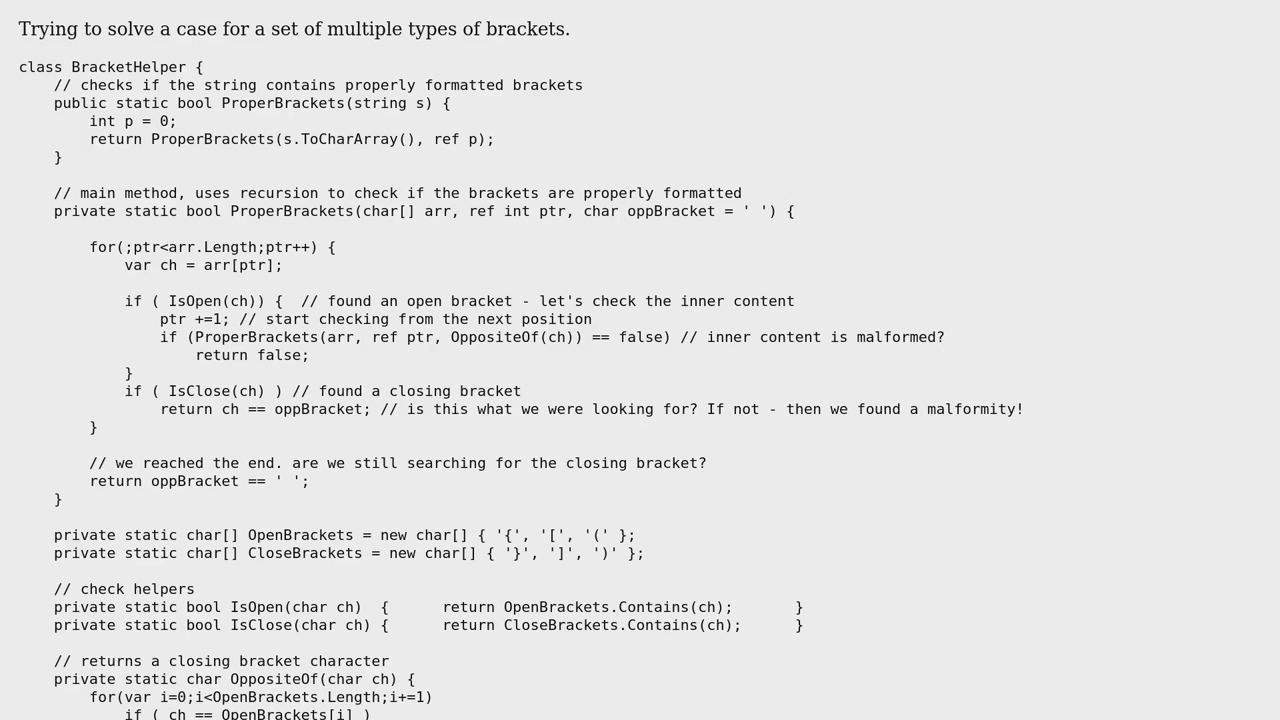 Trying to solve a case for a set of multiple types of brackets.
class BracketHelper {
    // checks if the string contains properly formatted brackets
    public static bool ProperBrackets(string s) {
        int p = 0;
        return ProperBrackets(s.ToCharArray(), ref p);
    }

    // main method, uses recursion to check if the brackets are properly formatted
    private static bool ProperBrackets(char[] arr, ref int ptr, char oppBracket = ' ') {

        for(;ptr<arr.Length;ptr++) {
            var ch = arr[ptr];

            if ( IsOpen(ch)) {  // found an open bracket - let's check the inner content
                ptr +=1; // start checking from the next position
                if (ProperBrackets(arr, ref ptr, OppositeOf(ch)) == false) // inner content is malformed?
                    return false;
            }
            if ( IsClose(ch) ) // found a closing bracket
                return ch == oppBracket; // is this what we were looking for? If not - then we found a malformity!
        }

        // we reached the end. are we still searching for the closing bracket?
        return oppBracket == ' ';
    }

    private static char[] OpenBrackets = new char[] { '{', '[', '(' };
    private static char[] CloseBrackets = new char[] { '}', ']', ')' };

    // check helpers
    private static bool IsOpen(char ch)  {      return OpenBrackets.Contains(ch);       }
    private static bool IsClose(char ch) {      return CloseBrackets.Contains(ch);      }

    // returns a closing bracket character
    private static char OppositeOf(char ch) {
        for(var i=0;i<OpenBrackets.Length;i+=1)
            if ( ch == OpenBrackets[i] )